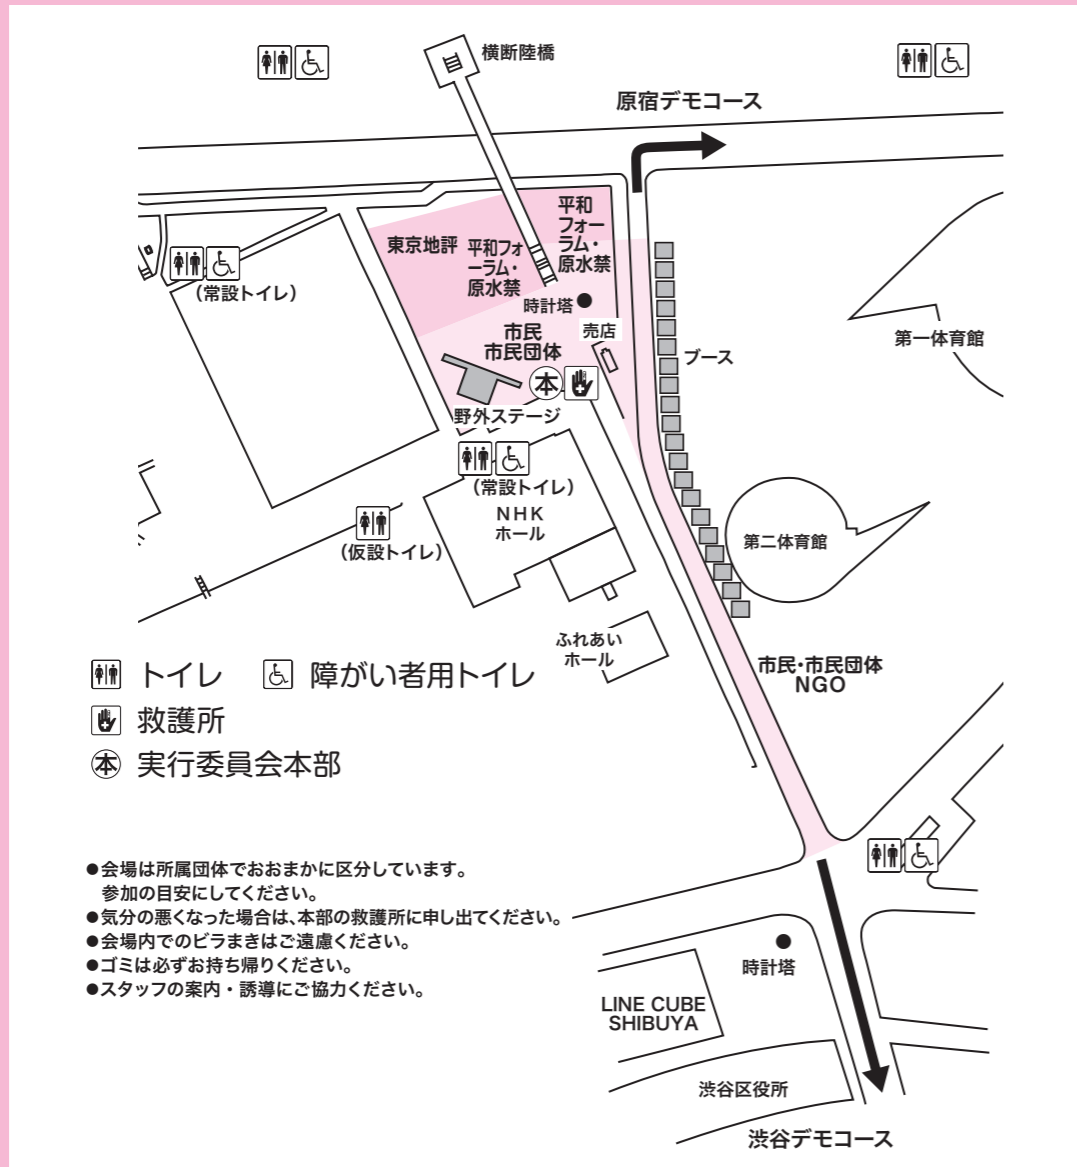 横断陸橋
原宿デモコース
平和
フォー
ラム・
原水禁
東京地評
平和フォ
ーラム・
原水禁
(常設トイレ)
時計塔
市民
市民団体
売店
ブース
第一体育館
本
野外ステージ
(常設トイレ)
NHK
ホール
(仮設トイレ)
第二体育館
ふれあい
ホール
市民・市民団体
NGO
トイレ 障がい者用トイレ
救護所
本 実行委員会本部
●会場は所属団体でおおまかに区分しています。
参加の目安にしてください。
●気分の悪くなった場合は、本部の救護所に申し出てください。
●会場内でのビラまきはご遠慮ください。
●ゴミは必ずお持ち帰りください。
●スタッフの案内・誘導にご協力ください。
時計塔
LINE CUBE
SHIBUYA
渋谷区役所
渋谷デモコース